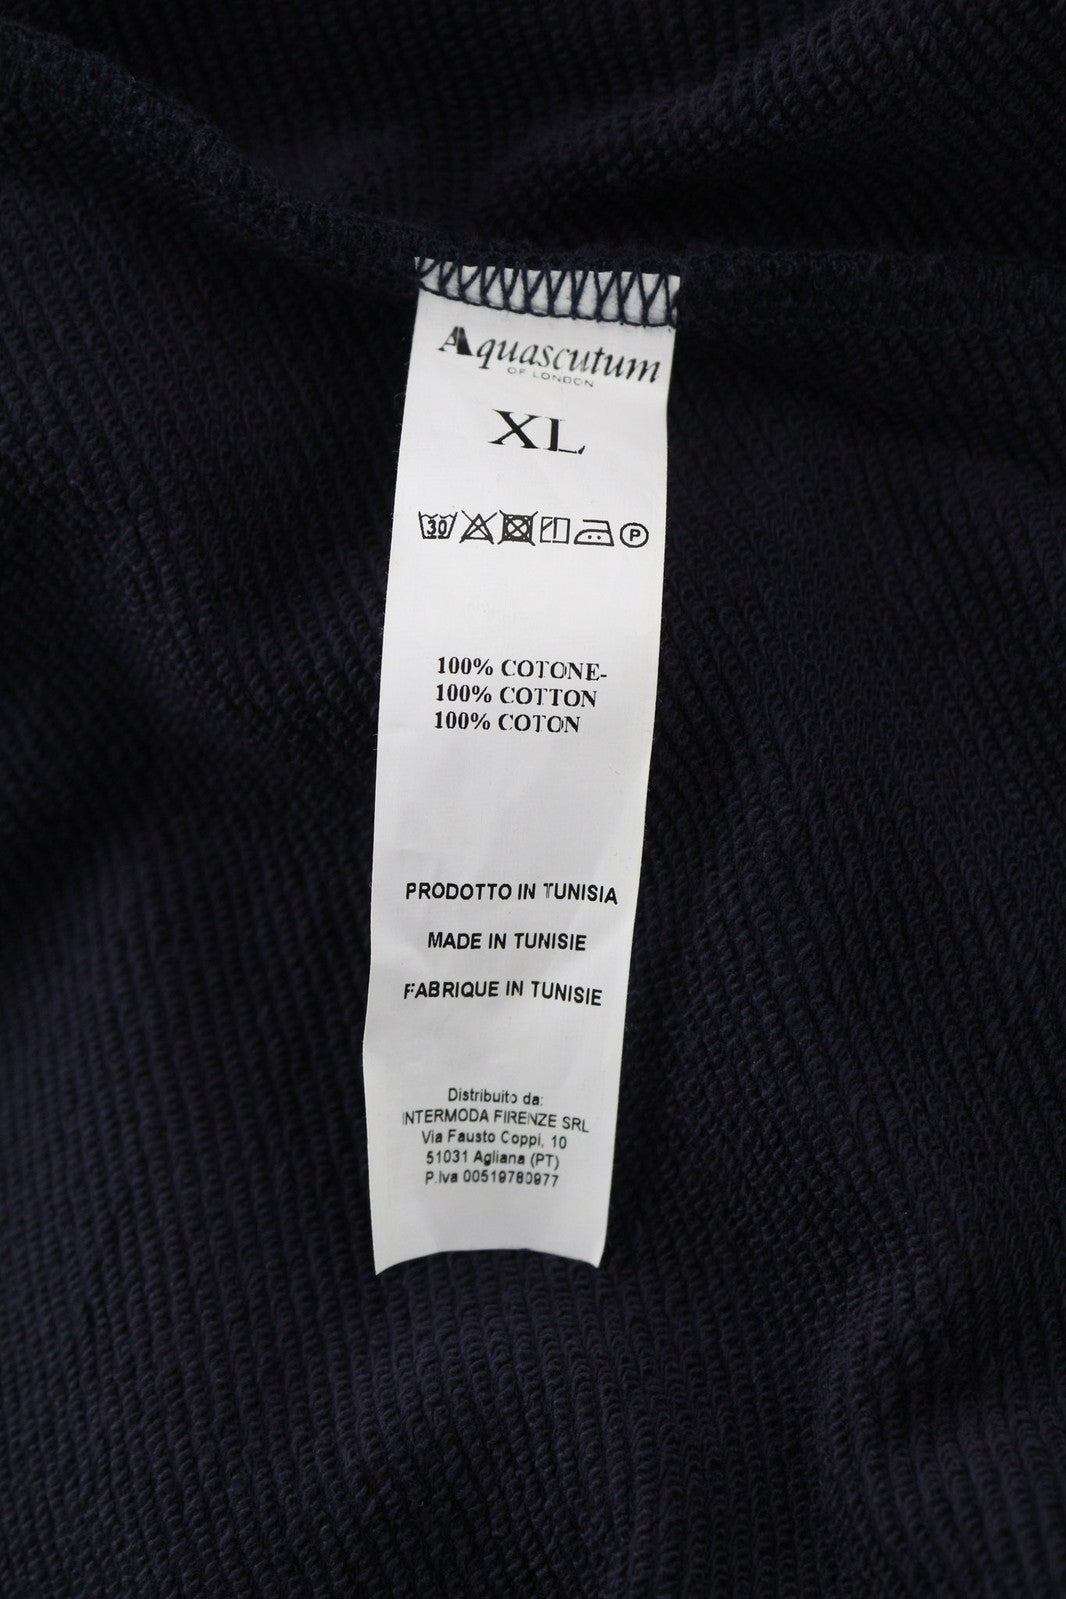 Aquascutum
OF LONDON
XL
30 P
100% COTONE-
100% COTTON
100% COTON
PRODOTTO IN TUNISIA
MADE IN TUNISIE
FABRIQUE IN TUNISIE
Distribuito da:
INTERMODA FIRENZE SRL
Via Fausto Coppi, 10
51031 Agliana (PT)
P.Iva 00519780977